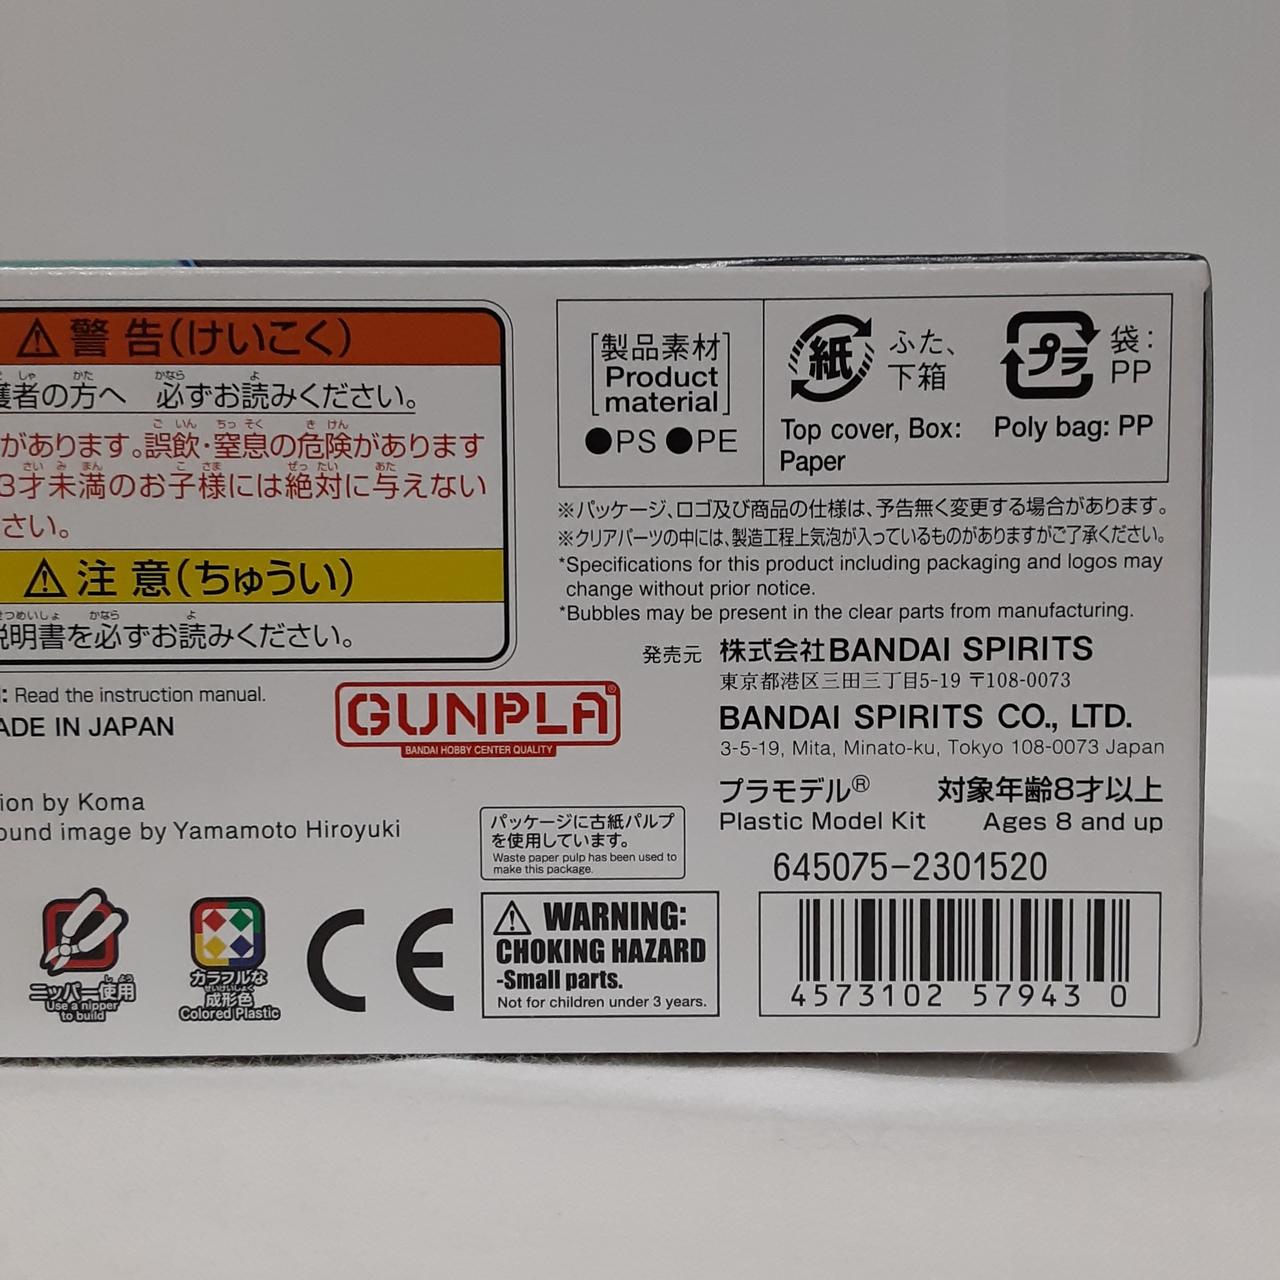 警告(けいこく)
護者の方へ 必ずお読みください。
があります。誤飲・窒息の危険があります
3才未満のお子様には絶対に与えない
さい。
注意(ちゅうい)
説明書を必ずお読みください。
Read the instruction manual.
MADE IN JAPAN
GUNPLA®
BANDAI HOBBY CENTER QUALITY
ion by Koma
ound image by Yamamoto Hiroyuki
ニッパー使用
Use a nipper
to build
カラフルな
成形色
Colored Plastic
CE
[製品素材
Product
material]
●PS ●PE
紙
ふた、
下箱
Top cover, Box:
Paper
プラ
袋:
PP
Poly bag: PP
※パッケージ、ロゴ及び商品の仕様は、予告無く変更する場合があります。
※クリアパーツの中には、製造工程上気泡が入っているものがありますがご了承ください。
*Specifications for this product including packaging and logos may
change without prior notice.
*Bubbles may be present in the clear parts from manufacturing.
発売元 株式会社BANDAI SPIRITS
東京都港区三田三丁目5-19 〒108-0073
BANDAI SPIRITS CO., LTD.
3-5-19, Mita, Minato-ku, Tokyo 108-0073 Japan
プラモデル® 対象年齢8才以上
Plastic Model Kit Ages 8 and up
パッケージに古紙パルプ
を使用しています。
Waste paper pulp has been used to
make this package.
645075-2301520
WARNING:
CHOKING HAZARD
-Small parts.
Not for children under 3 years.
4573102 57943 0